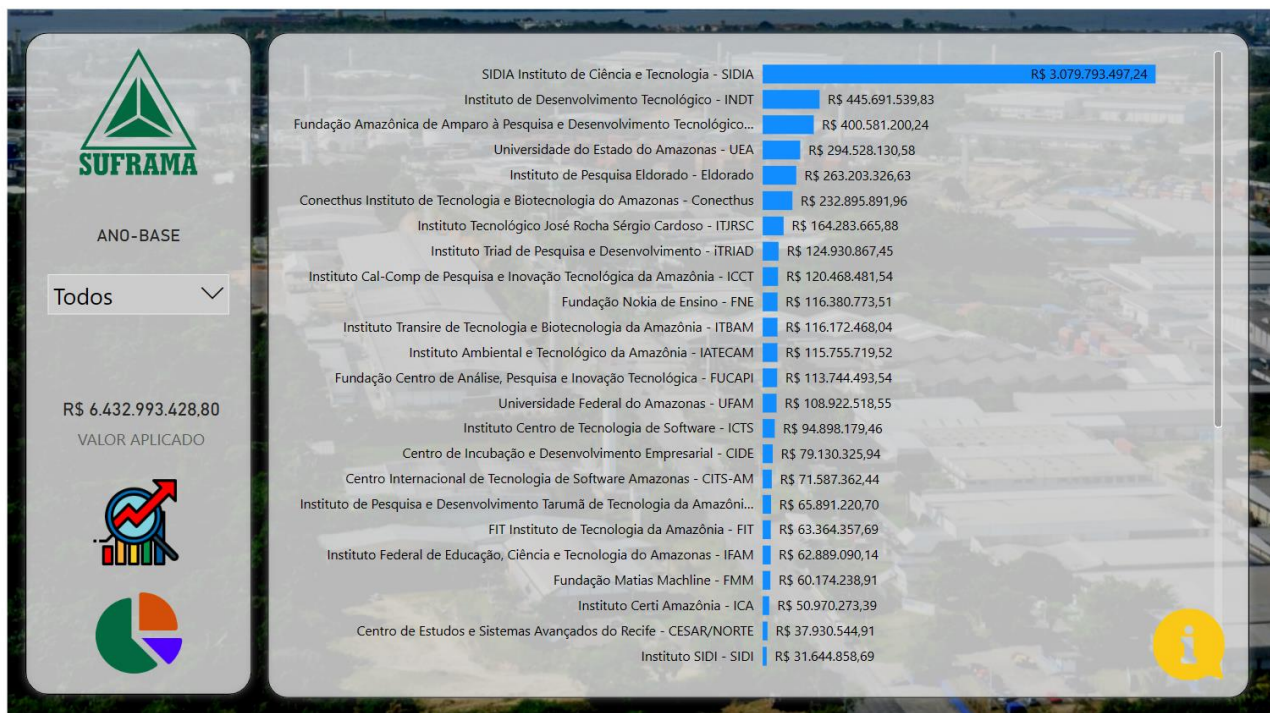 SUFRAMA
ANO-BASE
Todos
R$ 6.432.993.428,80
VALOR APLICADO
SIDIA Instituto de Ciência e Tecnologia - SIDIA R$ 3.079.793.497,24
Instituto de Desenvolvimento Tecnológico - INDT R$ 445.691.539,83
Fundação Amazônica de Amparo à Pesquisa e Desenvolvimento Tecnológico... R$ 400.581.200,24
Universidade do Estado do Amazonas - UEA R$ 294.528.130,58
Instituto de Pesquisa Eldorado - Eldorado R$ 263.203.326,63
Conecthus Instituto de Tecnologia e Biotecnologia do Amazonas - Conecthus R$ 232.895.891,96
Instituto Tecnológico José Rocha Sérgio Cardoso - ITJRSC R$ 164.283.665,88
Instituto Triad de Pesquisa e Desenvolvimento - iTRIAD R$ 124.930.867,45
Instituto Cal-Comp de Pesquisa e Inovação Tecnológica da Amazônia - ICCT R$ 120.468.481,54
Fundação Nokia de Ensino - FNE R$ 116.380.773,51
Instituto Transire de Tecnologia e Biotecnologia da Amazônia - ITBAM R$ 116.172.468,04
Instituto Ambiental e Tecnológico da Amazônia - IATECAM R$ 115.755.719,52
Fundação Centro de Análise, Pesquisa e Inovação Tecnológica - FUCAPI R$ 113.744.493,54
Universidade Federal do Amazonas - UFAM R$ 108.922.518,55
Instituto Centro de Tecnologia de Software - ICTS R$ 94.898.179,46
Centro de Incubação e Desenvolvimento Empresarial - CIDE R$ 79.130.325,94
Centro Internacional de Tecnologia de Software Amazonas - CITS-AM R$ 71.587.362,44
Instituto de Pesquisa e Desenvolvimento Tarumã de Tecnologia da Amazôni... R$ 65.891.220,70
FIT Instituto de Tecnologia da Amazônia - FIT R$ 63.364.357,69
Instituto Federal de Educação, Ciência e Tecnologia do Amazonas - IFAM R$ 62.889.090,14
Fundação Matias Machline - FMM R$ 60.174.238,91
Instituto Certi Amazônia - ICA R$ 50.970.273,39
Centro de Estudos e Sistemas Avançados do Recife - CESAR/NORTE R$ 37.930.544,91
Instituto SIDI - SIDI R$ 31.644.858,69